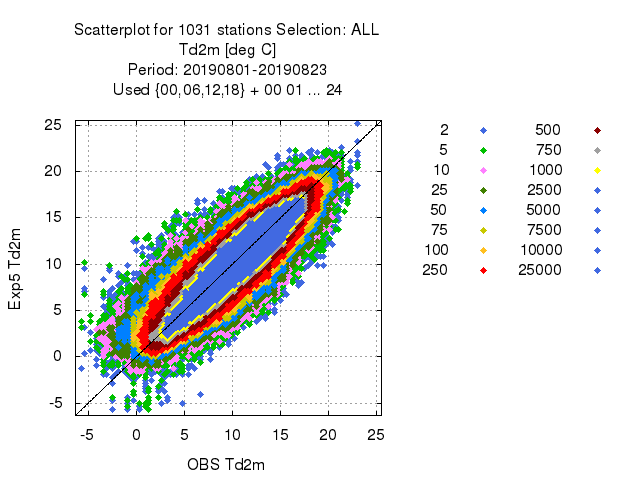 Scatterplot for 1031 stations Selection: ALL
Td2m [deg C]
Period: 20190801-20190823
Used {00,06,12,18} + 00 01 ... 24
25
20
15
10
5
0
-5
Exp5 Td2m
-5 0 5 10 15 20 25
OBS Td2m
2 500
5 750
10 1000
25 2500
50 5000
75 7500
100 10000
250 25000